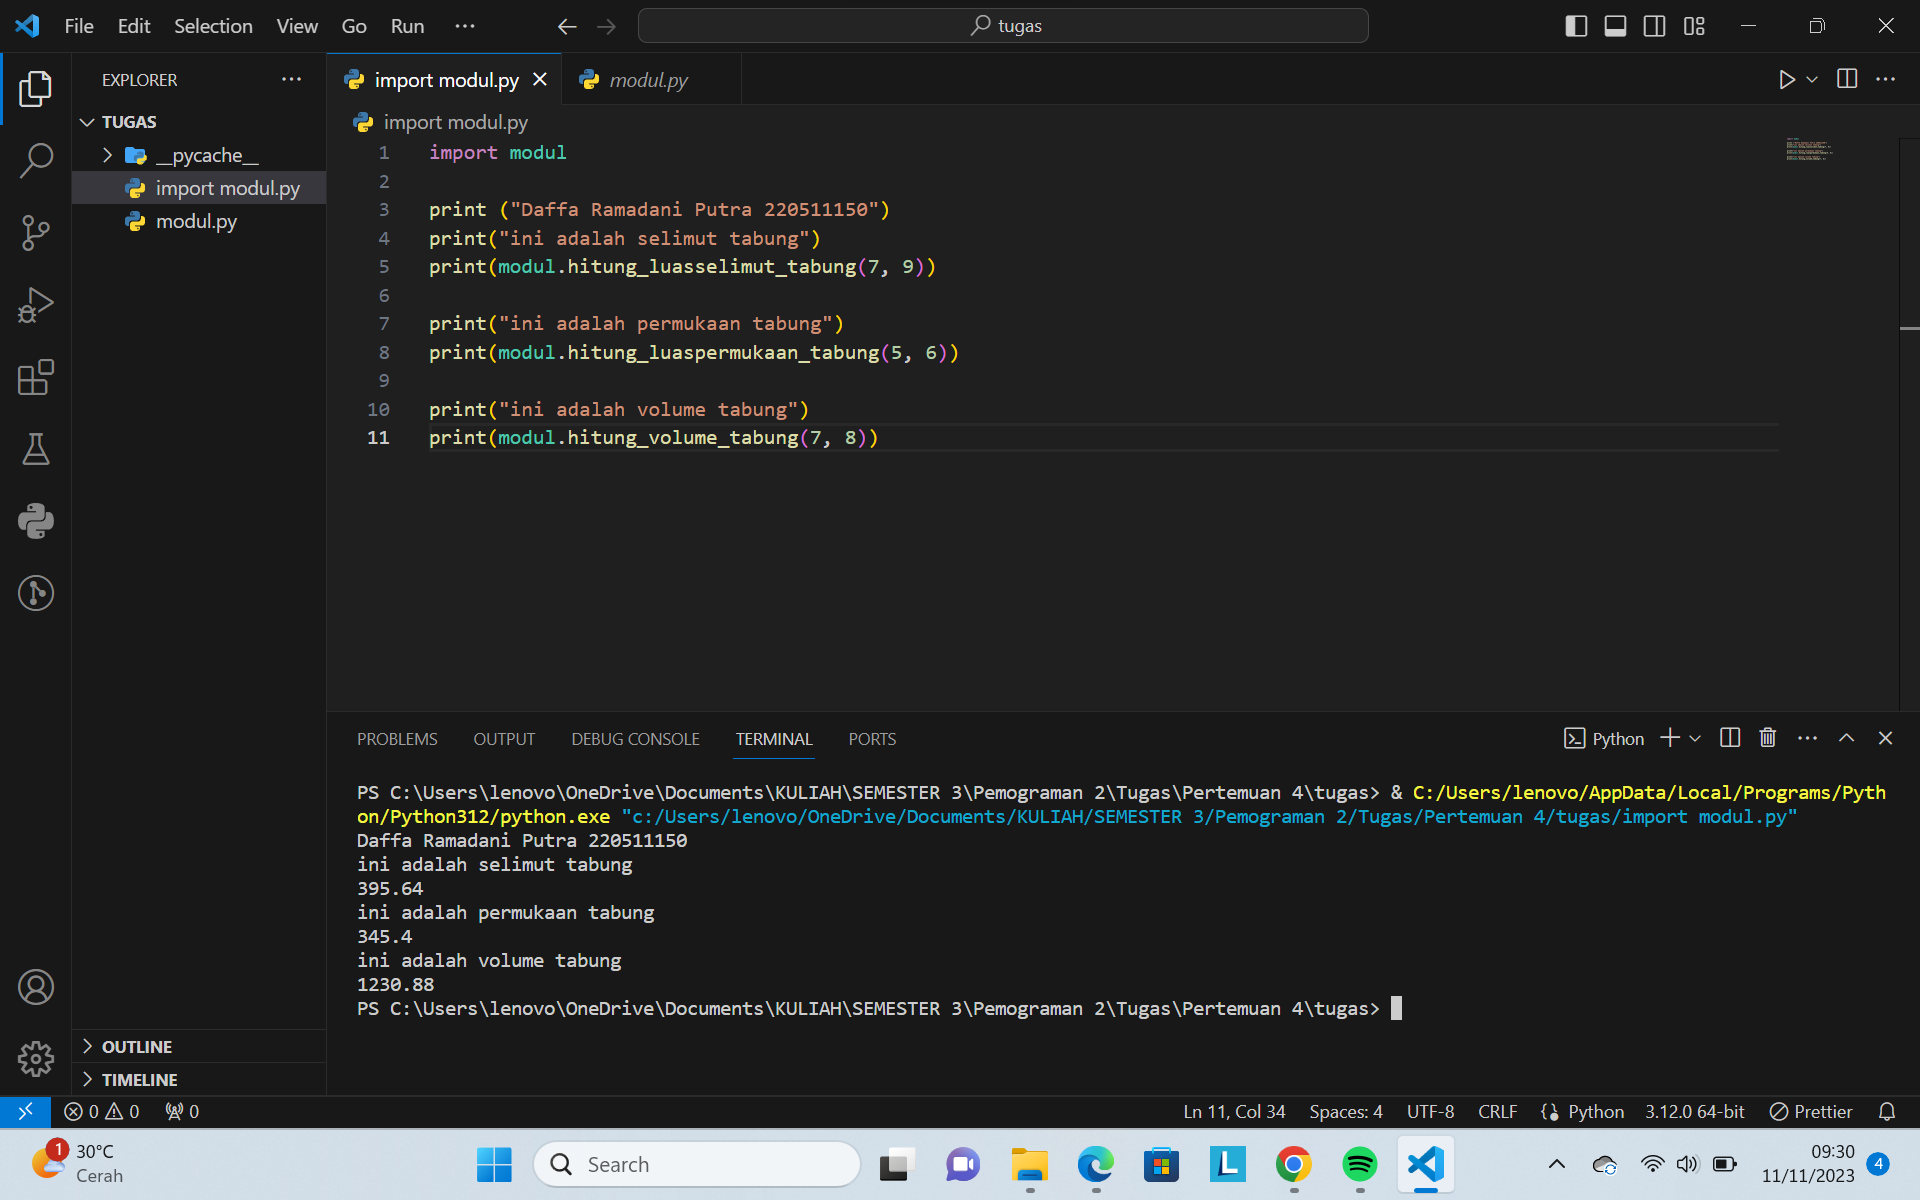 File Edit Selection View Go Run ···
tugas
EXPLORER
import modul.py
modul.py
TUGAS
__pycache__
import modul.py
modul.py
import modul.py
1 import modul
2
3 print ("Daffa Ramadani Putra 220511150")
4 print("ini adalah selimut tabung")
5 print(modul.hitung_luasselimut_tabung(7, 9))
6
7 print("ini adalah permukaan tabung")
8 print(modul.hitung_luaspermukaan_tabung(5, 6))
9
10 print("ini adalah volume tabung")
11 print(modul.hitung_volume_tabung(7, 8))
PROBLEMS OUTPUT DEBUG CONSOLE TERMINAL PORTS
Python
PS C:\Users\lenovo\OneDrive\Documents\KULIAH\SEMESTER 3\Pemograman 2\Tugas\Pertemuan 4\tugas> & C:/Users/lenovo/AppData/Local/Programs/Pyth
on/Python312/python.exe "c:/Users/lenovo/OneDrive/Documents/KULIAH/SEMESTER 3/Pemograman 2/Tugas/Pertemuan 4/tugas/import modul.py"
Daffa Ramadani Putra 220511150
ini adalah selimut tabung
395.64
ini adalah permukaan tabung
345.4
ini adalah volume tabung
1230.88
PS C:\Users\lenovo\OneDrive\Documents\KULIAH\SEMESTER 3\Pemograman 2\Tugas\Pertemuan 4\tugas>
OUTLINE
TIMELINE
0 0 0
Ln 11, Col 34 Spaces: 4 UTF-8 CRLF Python 3.12.0 64-bit Prettier
1
30°C
Cerah
Search
L
09:30
11/11/2023
4